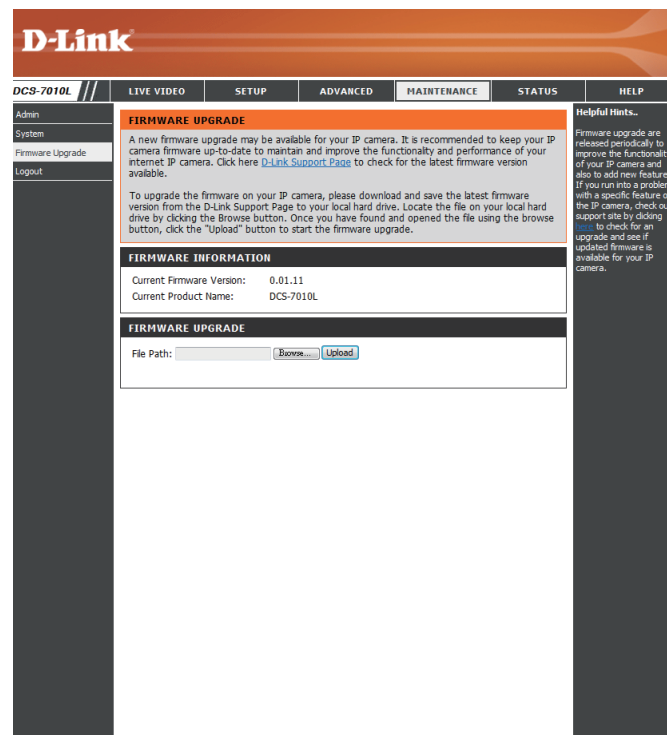 D-Link
DCS-7010L
LIVE VIDEO
SETUP
ADVANCED
MAINTENANCE
STATUS
HELP
Admin
System
Firmware Upgrade
Logout
FIRMWARE UPGRADE
A new firmware upgrade may be available for your IP camera. It is recommended to keep your IP
camera firmware up-to-date to maintain and improve the functionality and performance of your
internet IP camera. Click here D-Link Support Page to check for the latest firmware version
available.
To upgrade the firmware on your IP camera, please download and save the latest firmware
version from the D-Link Support Page to your local hard drive. Locate the file on your local hard
drive by clicking the Browse button. Once you have found and opened the file using the browse
button, click the "Upload" button to start the firmware upgrade.
FIRMWARE INFORMATION
Current Firmware Version: 0.01.11
Current Product Name: DCS-7010L
FIRMWARE UPGRADE
File Path: Browse... Upload
Helpful Hints..
Firmware upgrade are
released periodically to
improve the functionalit
of your IP camera and
also to add new feature
If you run into a probler
with a specific feature o
the IP camera, check ou
support site by clicking
here to check for an
upgrade and see if
updated firmware is
available for your IP
camera.